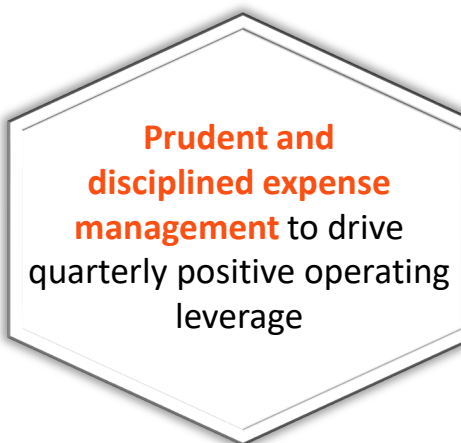 Prudent and
disciplined expense
management to drive
quarterly positive operating
leverage